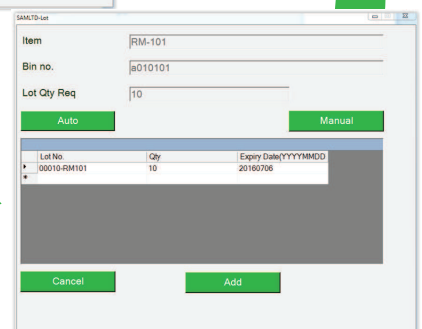 SAMLTD-Lot
Item RM-101
Bin no. a010101
Lot Qty Req 10
Auto Manual
Lot No. Qty Expiry Date(YYYYMMDD
00010-RM101 10 20160706
Cancel Add